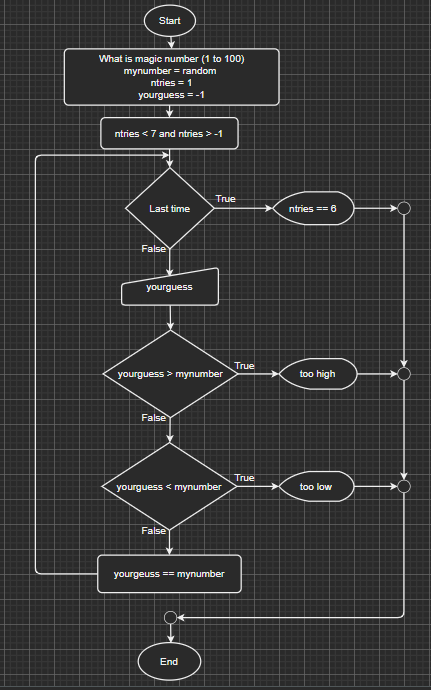 Start
What is magic number (1 to 100)
mynumber = random
ntries = 1
yourguess = -1
ntries < 7 and ntries > -1
Last time
True
ntries == 6
False
yourguess
yourguess > mynumber
True
too high
False
yourguess < mynumber
True
too low
False
yourgeuss == mynumber
End